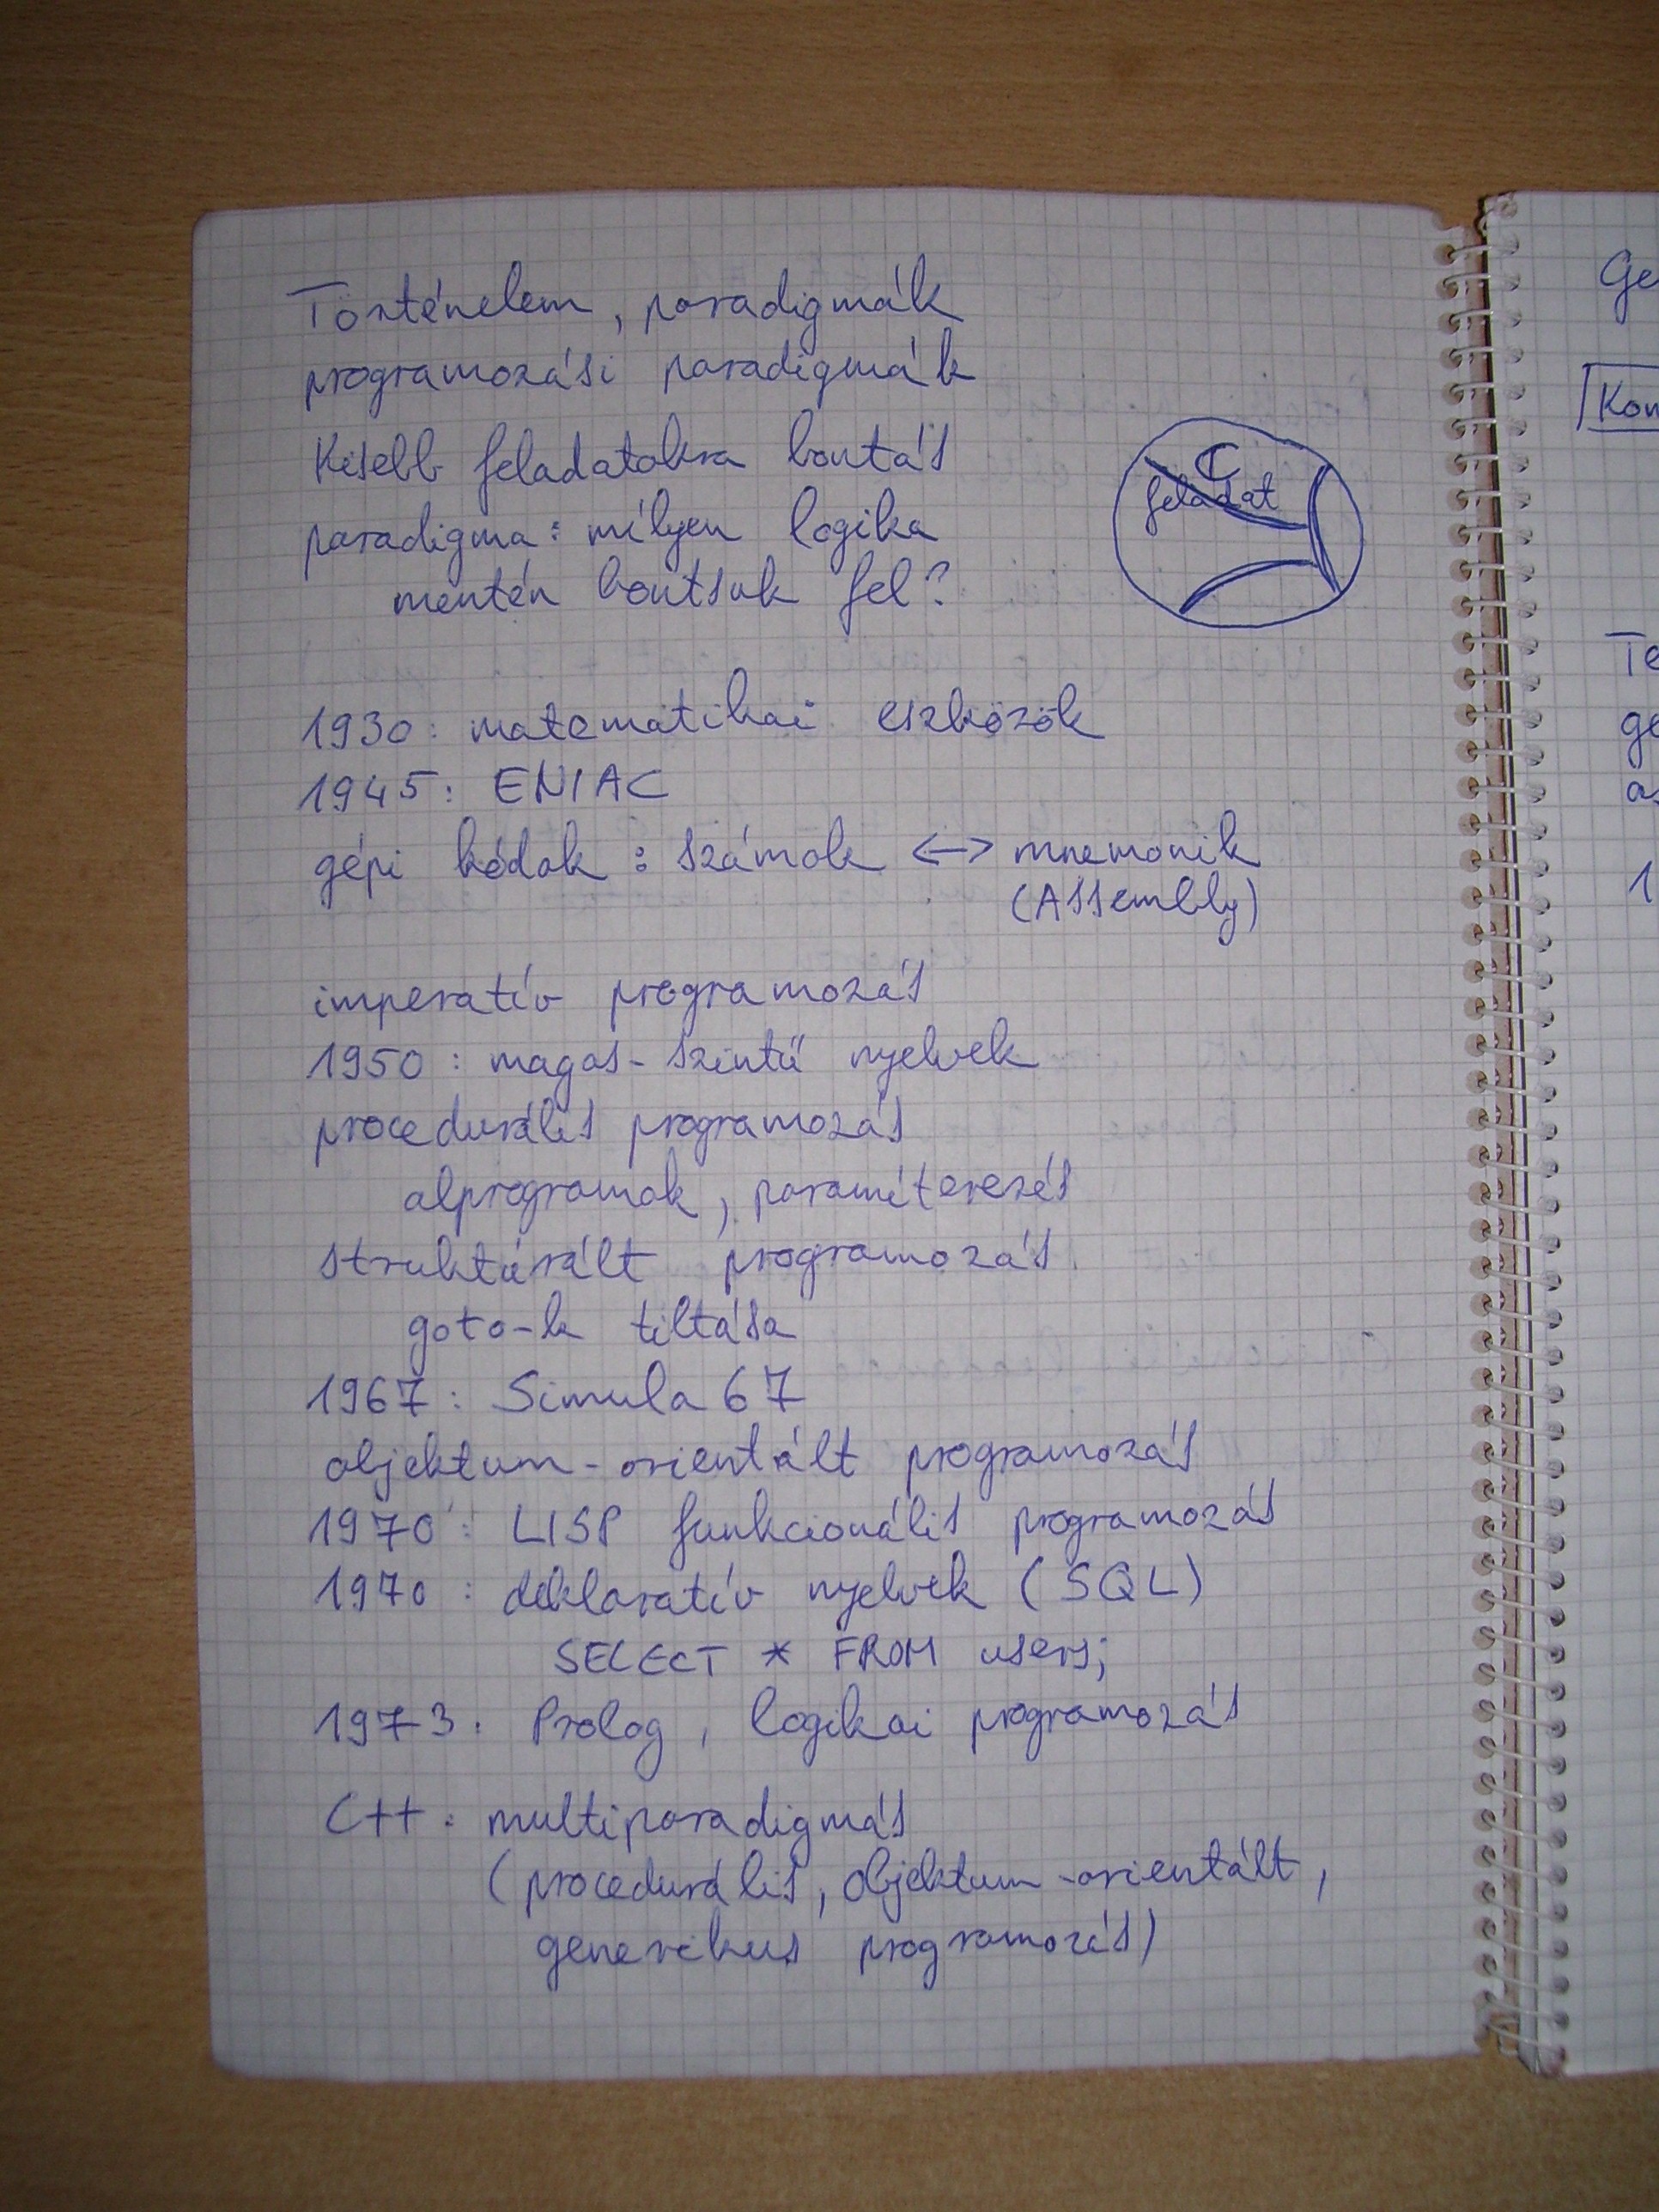 Történelem, paradigmák
programozási paradigmák
Kisebb feladatokra bontás
paradigma: milyen logika
mentén bontsuk fel?
C
feladat
1930: matematikai eszközök
1945: ENIAC
gépi kódok: számok <-> mnemonik
(Assembly)
imperatív programozás
1950: magas-szintű nyelvek
procedurális programozás
alprogramok, paraméterezés
struktúrált programozás
goto-k tiltása
1967: Simula 67
objektum-orientált programozás
1970: LISP funkcionális programozás
1970: deklaratív nyelvek (SQL)
SELECT * FROM users;
1973: Prolog, logikai programozás
C++: multiparadigmás
(procedurális, objektum-orientált,
generikus programozás)
Ge
Te
ge
1